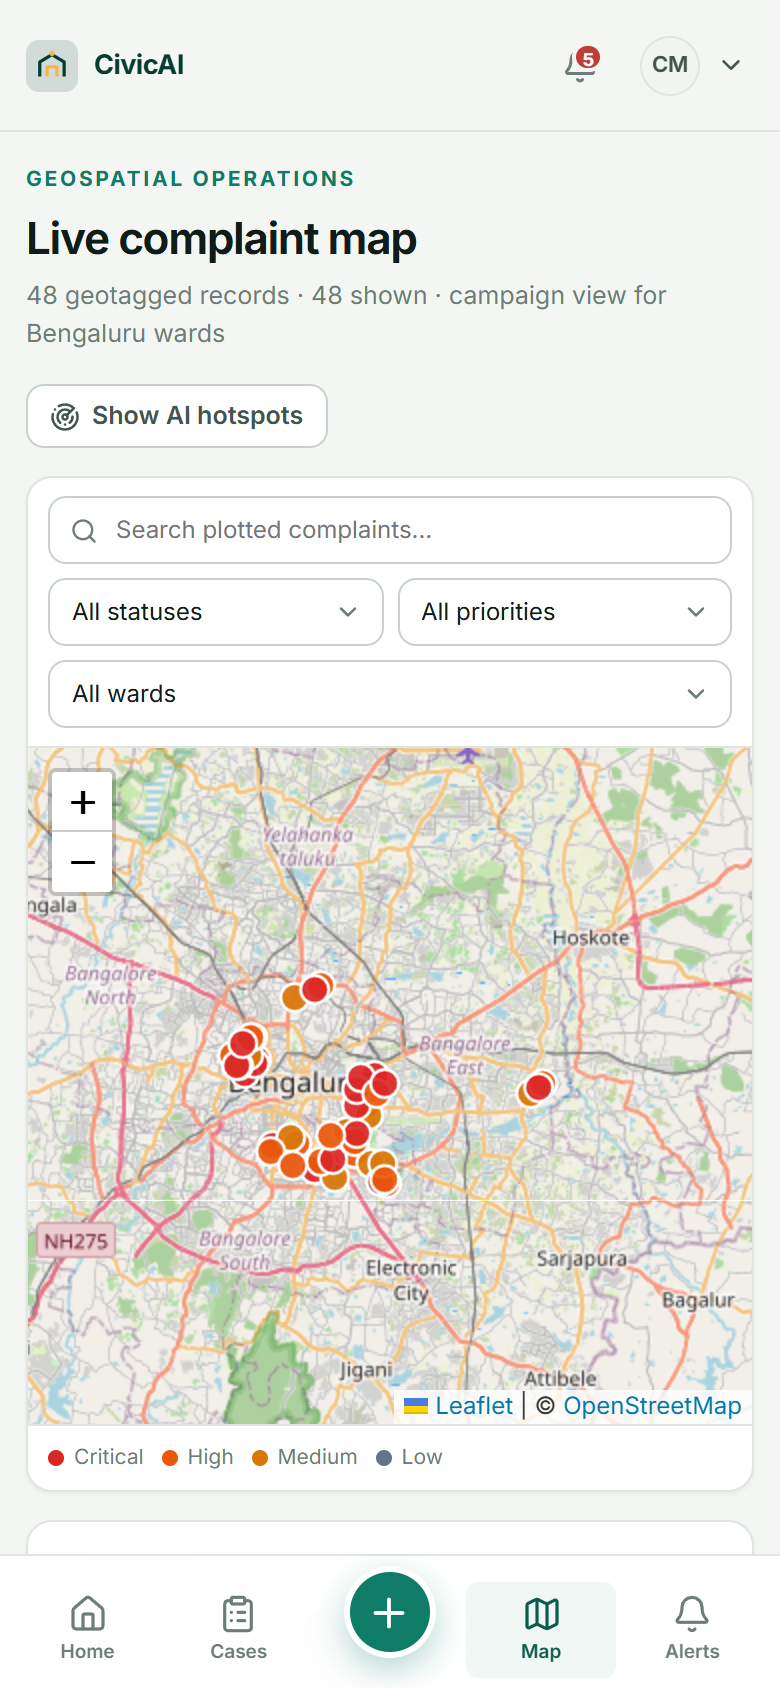 CivicAI
5
CM
GEOSPATIAL OPERATIONS
Live complaint map
48 geotagged records · 48 shown · campaign view for
Bengaluru wards
Show AI hotspots
Search plotted complaints...
All statuses
All priorities
All wards
+
−
Yelahanka
taluku
ngala
Hoskote
Bangalore
North
Bangalore
East
Bengalur
NH275
Bangalore
South
Electronic
City
Sarjapura
Bagalur
Jigani
Attibele
Leaflet | © OpenStreetMap
Critical
High
Medium
Low
Home
Cases
+
Map
Alerts